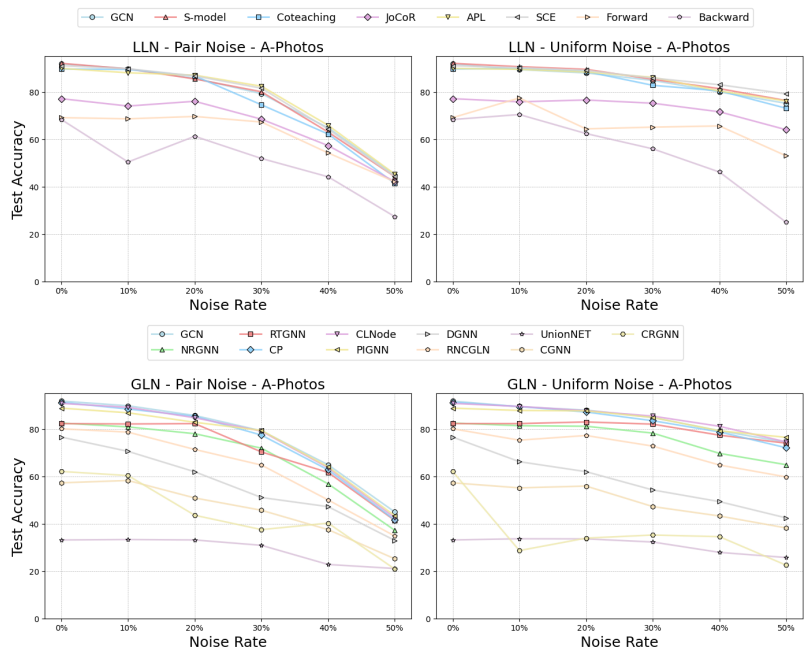 GCN S-model Coteaching JoCoR APL SCE Forward Backward
LLN - Pair Noise - A-Photos
LLN - Uniform Noise - A-Photos
Test Accuracy
80
60
40
20
0
0% 10% 20% 30% 40% 50%
Noise Rate
80
60
40
20
0
0% 10% 20% 30% 40% 50%
Noise Rate
GCN RTGNN CLNode DGNN UnionNET CRGNN
NRGNN CP PIGNN RNCGLN CGNN
GLN - Pair Noise - A-Photos
GLN - Uniform Noise - A-Photos
Test Accuracy
80
60
40
20
0
0% 10% 20% 30% 40% 50%
Noise Rate
80
60
40
20
0
0% 10% 20% 30% 40% 50%
Noise Rate